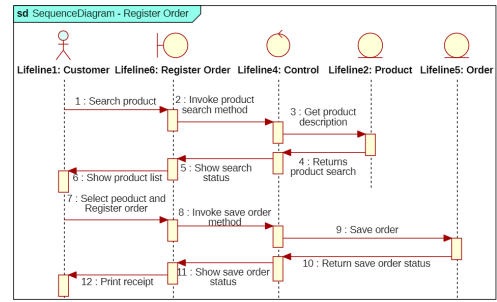 sd SequenceDiagram - Register Order
Lifeline1: Customer
Lifeline6: Register Order
Lifeline4: Control
Lifeline2: Product
Lifeline5: Order
1 : Search product
2 : Invoke product
search method
3 : Get product
description
4 : Returns
product search
5 : Show search
status
6 : Show product list
7 : Select peoduct and
Register order
8 : Invoke save order
method
9 : Save order
10 : Return save order status
11 : Show save order
status
12 : Print receipt